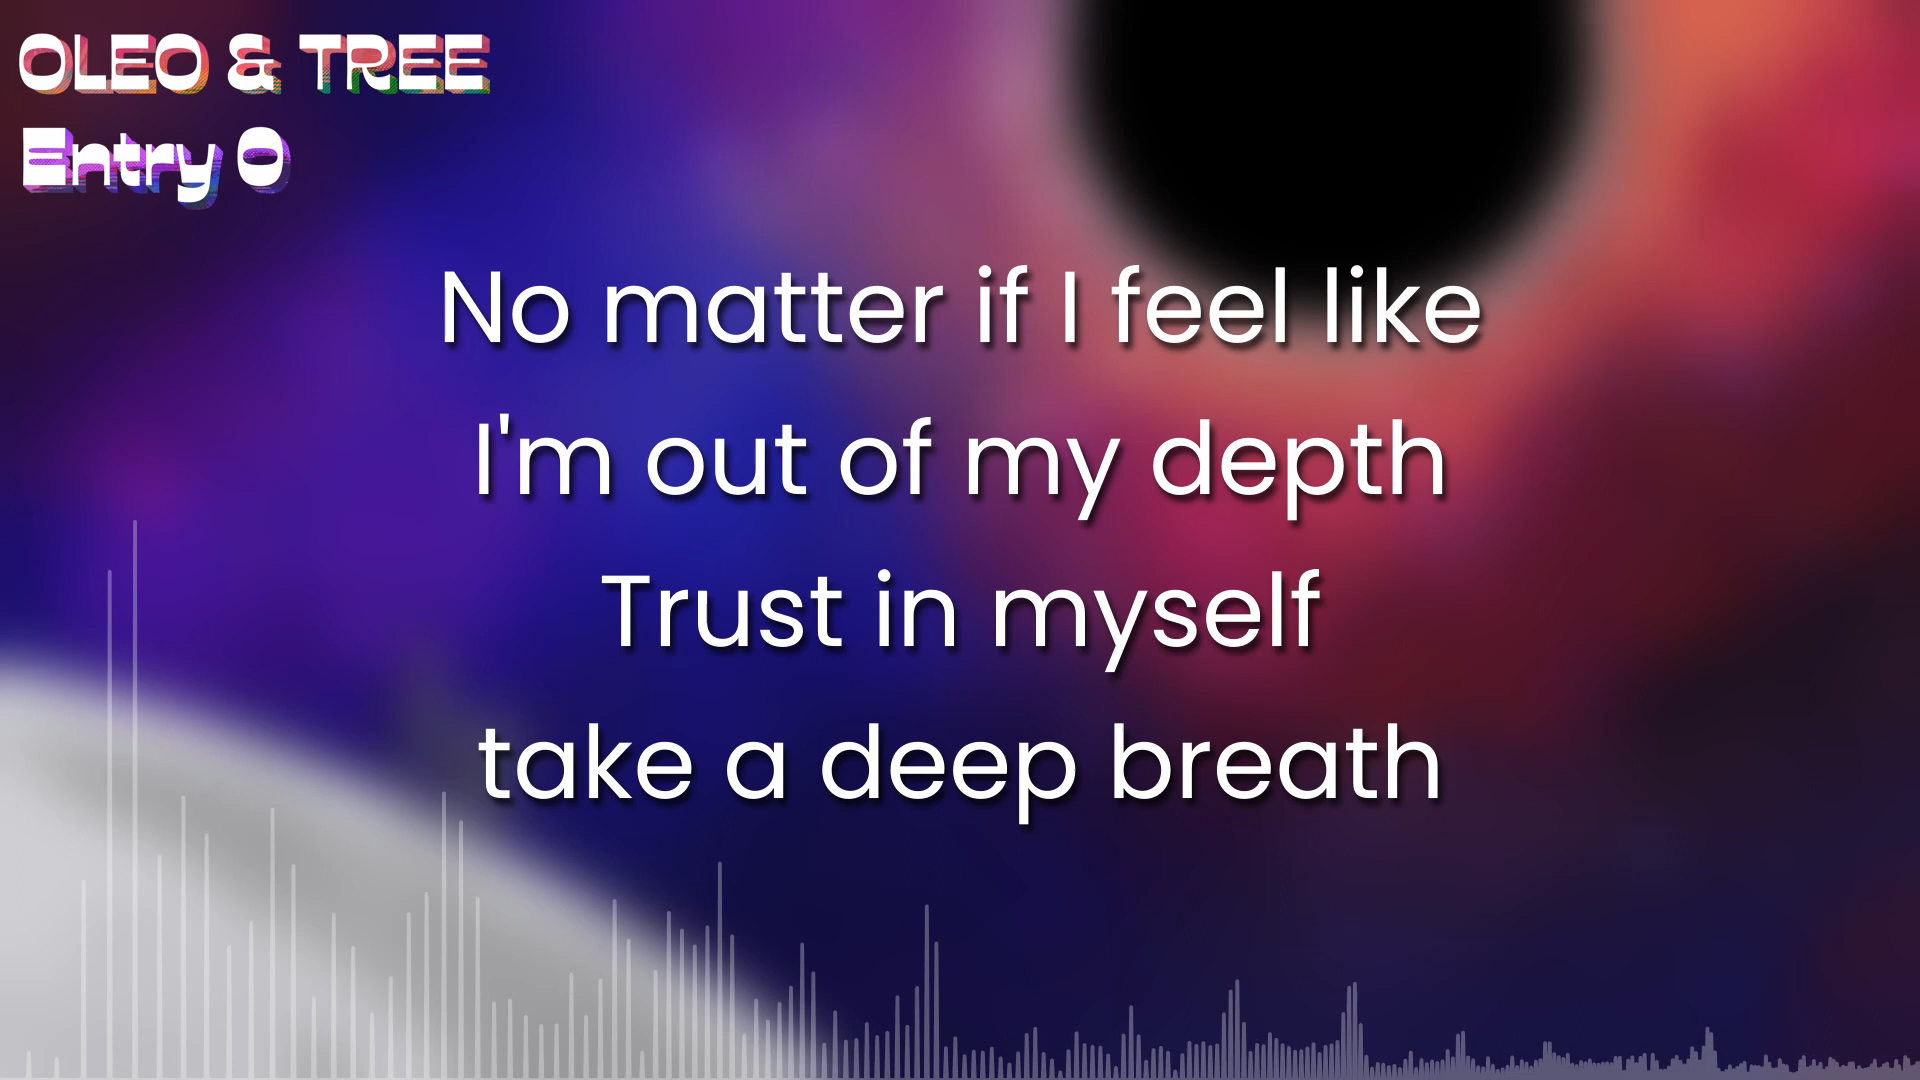 OLEO & TREE
Entry 0
No matter if I feel like
I'm out of my depth
Trust in myself
take a deep breath